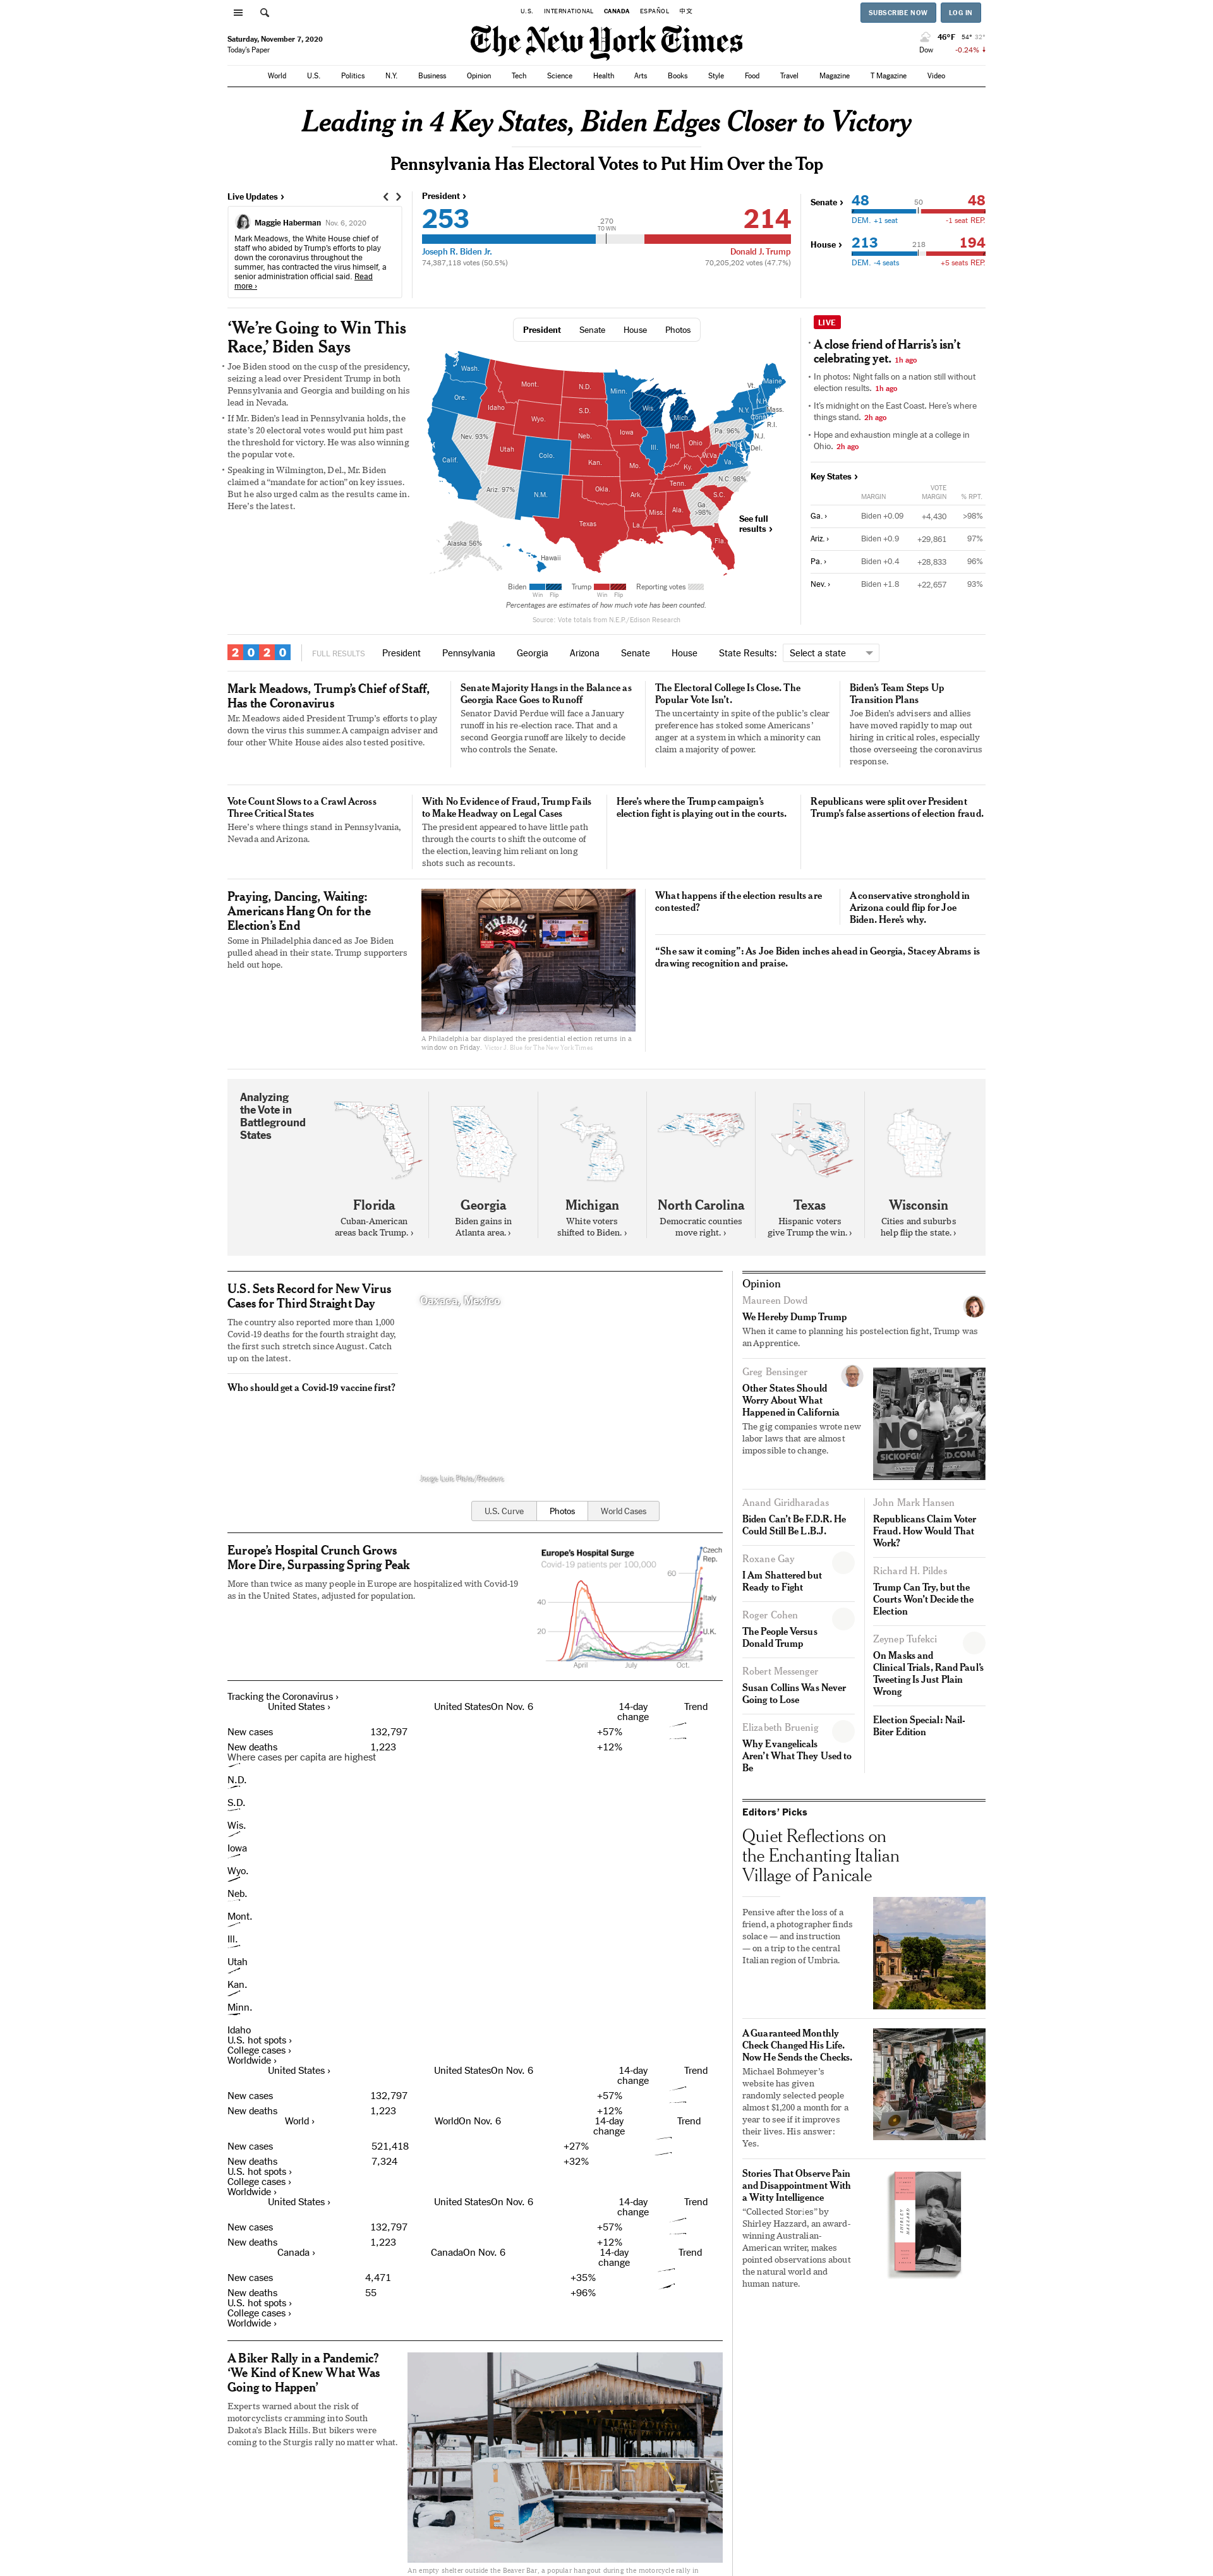 U.S. INTERNATIONAL CANADA ESPAÑOL 中文
SUBSCRIBE NOW LOG IN
Saturday, November 7, 2020
Today's Paper
The New York Times
46°F 54° 32°
Dow -0.24%
World U.S. Politics N.Y. Business Opinion Tech Science Health Arts Books Style Food Travel Magazine T Magazine Video
Leading in 4 Key States, Biden Edges Closer to Victory
Pennsylvania Has Electoral Votes to Put Him Over the Top
Live Updates ›
Maggie Haberman Nov. 6, 2020
Mark Meadows, the White House chief of
staff who abided by Trump's efforts to play
down the coronavirus throughout the
summer, has contracted the virus himself, a
senior administration official said. Read
more ›
President ›
253 270 214
TO WIN
Joseph R. Biden Jr. Donald J. Trump
74,387,118 votes (50.5%) 70,205,202 votes (47.7%)
Senate › 48 50 48
DEM. +1 seat -1 seat REP.
House › 213 218 194
DEM. -4 seats +5 seats REP.
‘We’re Going to Win This
Race,’ Biden Says
Joe Biden stood on the cusp of the presidency,
seizing a lead over President Trump in both
Pennsylvania and Georgia and building on his
lead in Nevada.
If Mr. Biden's lead in Pennsylvania holds, the
state's 20 electoral votes would put him past
the threshold for victory. He was also winning
the popular vote.
Speaking in Wilmington, Del., Mr. Biden
claimed a “mandate for action” on key issues.
But he also urged calm as the results came in.
Here's the latest.
President Senate House Photos
Wash.
Ore.
Calif.
Nev. 93%
Idaho
Mont.
Wyo.
Utah
Ariz. 97%
Colo.
N.M.
N.D.
S.D.
Neb.
Kan.
Okla.
Texas
Minn.
Iowa
Mo.
Ark.
La.
Wis.
Ill.
Mich.
Ind.
Ohio
Ky.
Tenn.
Miss.
Ala.
Ga.
>98%
Fla.
S.C.
N.C. 98%
Va.
W.Va.
Pa. 96%
N.Y.
Vt.
N.H.
Maine
Mass.
Conn.
R.I.
N.J.
Del.
Alaska 56%
Hawaii
See full
results ›
Biden Win Flip Trump Win Flip Reporting votes
Percentages are estimates of how much vote has been counted.
Source: Vote totals from N.E.P./Edison Research
LIVE
A close friend of Harris’s isn’t
celebrating yet. 1h ago
In photos: Night falls on a nation still without
election results. 1h ago
It's midnight on the East Coast. Here's where
things stand. 2h ago
Hope and exhaustion mingle at a college in
Ohio. 2h ago
Key States ›
MARGIN VOTE MARGIN % RPT.
Ga. › Biden +0.09 +4,430 >98%
Ariz. › Biden +0.9 +29,861 97%
Pa. › Biden +0.4 +28,833 96%
Nev. › Biden +1.8 +22,657 93%
2020 FULL RESULTS President Pennsylvania Georgia Arizona Senate House State Results: Select a state
Mark Meadows, Trump’s Chief of Staff,
Has the Coronavirus
Mr. Meadows aided President Trump's efforts to play
down the virus this summer. A campaign adviser and
four other White House aides also tested positive.
Senate Majority Hangs in the Balance as
Georgia Race Goes to Runoff
Senator David Perdue will face a January
runoff in his re-election race. That and a
second Georgia runoff are likely to decide
who controls the Senate.
The Electoral College Is Close. The
Popular Vote Isn’t.
The uncertainty in spite of the public's clear
preference has stoked some Americans'
anger at a system in which a minority can
claim a majority of power.
Biden’s Team Steps Up
Transition Plans
Joe Biden's advisers and allies
have moved rapidly to map out
hiring in critical roles, especially
those overseeing the coronavirus
response.
Vote Count Slows to a Crawl Across
Three Critical States
Here's where things stand in Pennsylvania,
Nevada and Arizona.
With No Evidence of Fraud, Trump Fails
to Make Headway on Legal Cases
The president appeared to have little path
through the courts to shift the outcome of
the election, leaving him reliant on long
shots such as recounts.
Here’s where the Trump campaign’s
election fight is playing out in the courts.
Republicans were split over President
Trump’s false assertions of election fraud.
Praying, Dancing, Waiting:
Americans Hang On for the
Election’s End
Some in Philadelphia danced as Joe Biden
pulled ahead in their state. Trump supporters
held out hope.
FIREBALL
A Philadelphia bar displayed the presidential election returns in a
window on Friday. Victor J. Blue for The New York Times
What happens if the election results are
contested?
A conservative stronghold in
Arizona could flip for Joe
Biden. Here’s why.
“She saw it coming”: As Joe Biden inches ahead in Georgia, Stacey Abrams is
drawing recognition and praise.
Analyzing
the Vote in
Battleground
States
Florida
Cuban-American
areas back Trump. ›
Georgia
Biden gains in
Atlanta area. ›
Michigan
White voters
shifted to Biden. ›
North Carolina
Democratic counties
move right. ›
Texas
Hispanic voters
give Trump the win. ›
Wisconsin
Cities and suburbs
help flip the state. ›
U.S. Sets Record for New Virus
Cases for Third Straight Day
The country also reported more than 1,000
Covid-19 deaths for the fourth straight day,
the first such stretch since August. Catch
up on the latest.
Who should get a Covid-19 vaccine first?
Oaxaca, Mexico
Jorge Luis Plata/Reuters
U.S. Curve Photos World Cases
Europe’s Hospital Crunch Grows
More Dire, Surpassing Spring Peak
More than twice as many people in Europe are hospitalized with Covid-19
as in the United States, adjusted for population.
Europe's Hospital Surge
Covid-19 patients per 100,000
60
40
20
April July Oct.
Czech
Rep.
Italy
U.K.
Tracking the Coronavirus ›
United States › United StatesOn Nov. 6 14-day change Trend
New cases 132,797 +57%
New deaths 1,223 +12%
Where cases per capita are highest
N.D.
S.D.
Wis.
Iowa
Wyo.
Neb.
Mont.
Ill.
Utah
Kan.
Minn.
Idaho
U.S. hot spots ›
College cases ›
Worldwide ›
United States › United StatesOn Nov. 6 14-day change Trend
New cases 132,797 +57%
New deaths 1,223 +12%
World › WorldOn Nov. 6 14-day change Trend
New cases 521,418 +27%
New deaths 7,324 +32%
U.S. hot spots ›
College cases ›
Worldwide ›
United States › United StatesOn Nov. 6 14-day change Trend
New cases 132,797 +57%
New deaths 1,223 +12%
Canada › CanadaOn Nov. 6 14-day change Trend
New cases 4,471 +35%
New deaths 55 +96%
U.S. hot spots ›
College cases ›
Worldwide ›
A Biker Rally in a Pandemic?
‘We Kind of Knew What Was
Going to Happen’
Experts warned about the risk of
motorcyclists cramming into South
Dakota's Black Hills. But bikers were
coming to the Sturgis rally no matter what.
An empty shelter outside the Beaver Bar, a popular hangout during the motorcycle rally in
Opinion
Maureen Dowd
We Hereby Dump Trump
When it came to planning his postelection fight, Trump was
an Apprentice.
Greg Bensinger
Other States Should
Worry About What
Happened in California
The gig companies wrote new
labor laws that are almost
impossible to change.
Anand Giridharadas
Biden Can’t Be F.D.R. He
Could Still Be L.B.J.
Roxane Gay
I Am Shattered but
Ready to Fight
Roger Cohen
The People Versus
Donald Trump
Robert Messenger
Susan Collins Was Never
Going to Lose
Elizabeth Bruenig
Why Evangelicals
Aren’t What They Used to
Be
John Mark Hansen
Republicans Claim Voter
Fraud. How Would That
Work?
Richard H. Pildes
Trump Can Try, but the
Courts Won’t Decide the
Election
Zeynep Tufekci
On Masks and
Clinical Trials, Rand Paul’s
Tweeting Is Just Plain
Wrong
Election Special: Nail-
Biter Edition
Editors’ Picks
Quiet Reflections on
the Enchanting Italian
Village of Panicale
Pensive after the loss of a
friend, a photographer finds
solace — and instruction
— on a trip to the central
Italian region of Umbria.
A Guaranteed Monthly
Check Changed His Life.
Now He Sends the Checks.
Michael Bohmeyer's
website has given
randomly selected people
almost $1,200 a month for a
year to see if it improves
their lives. His answer:
Yes.
Stories That Observe Pain
and Disappointment With
a Witty Intelligence
“Collected Stories” by
Shirley Hazzard, an award-
winning Australian-
American writer, makes
pointed observations about
the natural world and
human nature.
SHIRLEY HAZZARD